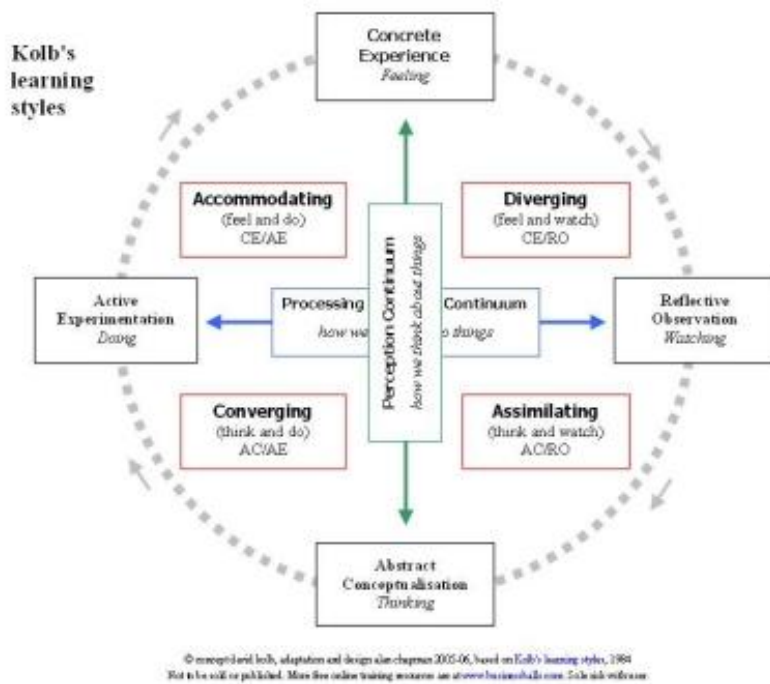 Kolb's
learning
styles
Concrete
Experience
Feeling
Accommodating
(feel and do)
CE/AE
Diverging
(feel and watch)
CE/RO
Active
Experimentation
Doing
Processing Continuum
how we things
Perception Continuum
how we think about things
Reflective
Observation
Watching
Converging
(think and do)
AC/AE
Assimilating
(think and watch)
AC/RO
Abstract
Conceptualisation
Thinking
© concept david kolb, adaptation and design alan chapman 2005-06, based on Kolb's learning styles, 1984
Not to be sold or published. More free online training resources are at www.businessballs.com. Sole risk with user.